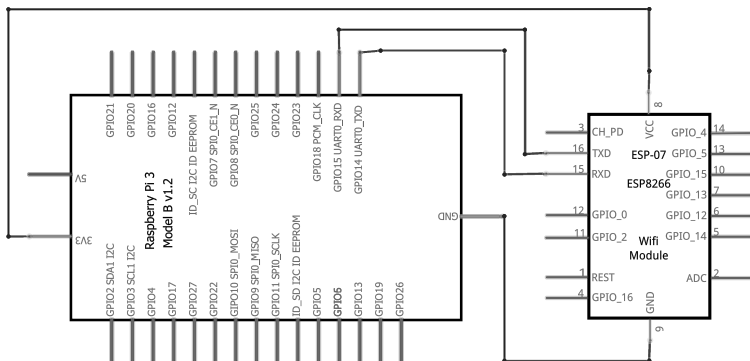 GPIO21
GPIO20
GPIO16
GPIO12
ID_SC I2C ID EEPROM
GPIO7 SPI0_CE1_N
GPIO8 SPI0_CE0_N
GPIO25
GPIO24
GPIO23
GPIO18 PCM_CLK
GPIO15 UART0_RXD
GPIO14 UART0_TXD
5V
3V3
Raspberry Pi 3
Model B v1.2
GND
GPIO2 SDA1 I2C
GPIO3 SCL1 I2C
GPIO4
GPIO17
GPIO27
GPIO22
GPIO10 SPI0_MOSI
GPIO9 SPI0_MISO
GPIO11 SPI0_SCLK
ID_SD I2C ID EEPROM
GPIO5
GPIO6
GPIO13
GPIO19
GPIO26
8
VCC
3 CH_PD
16 TXD
15 RXD
12 GPIO_0
11 GPIO_2
1 REST
4 GPIO_16
ESP-07
ESP8266
Wifi
Module
GPIO_4 14
GPIO_5 13
GPIO_15 10
GPIO_13 7
GPIO_12 6
GPIO_14 5
ADC 2
GND
9